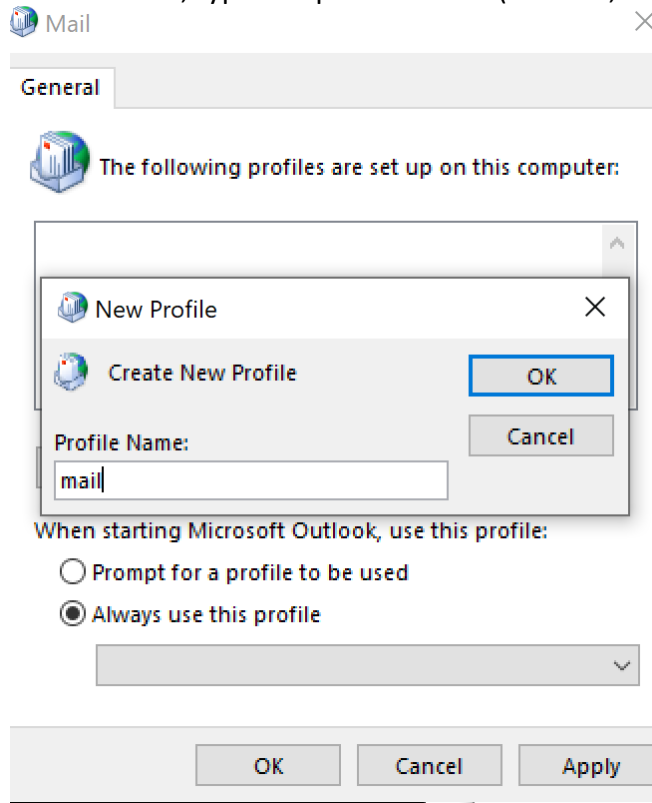 Mail
General
The following profiles are set up on this computer:
New Profile
Create New Profile
OK
Cancel
Profile Name:
mail
When starting Microsoft Outlook, use this profile:
Prompt for a profile to be used
Always use this profile
OK Cancel Apply